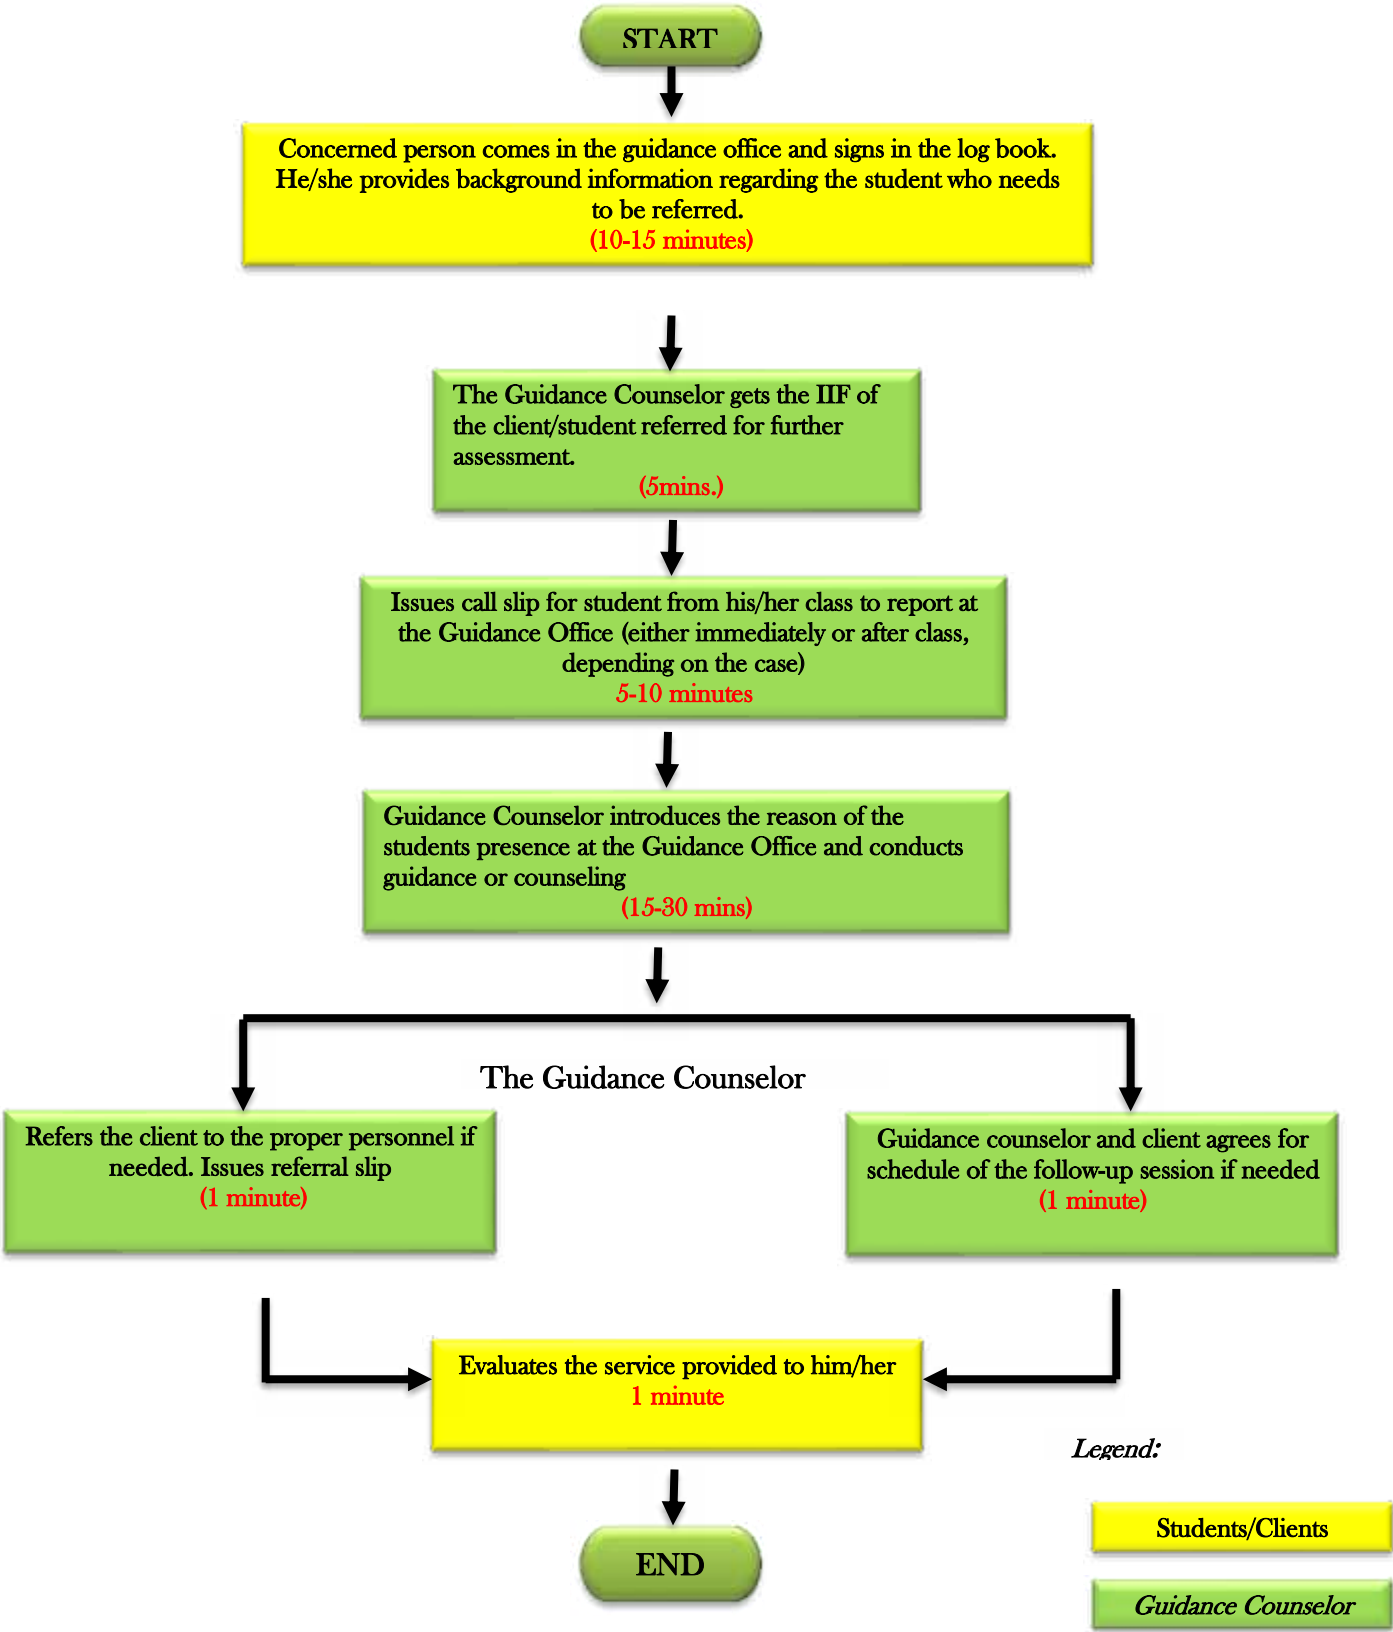 START
Concerned person comes in the guidance office and signs in the log book.
He/she provides background information regarding the student who needs
to be referred.
(10-15 minutes)
The Guidance Counselor gets the IIF of
the client/student referred for further
assessment.
(5mins.)
Issues call slip for student from his/her class to report at
the Guidance Office (either immediately or after class,
depending on the case)
5-10 minutes
Guidance Counselor introduces the reason of the
students presence at the Guidance Office and conducts
guidance or counseling
(15-30 mins)
The Guidance Counselor
Refers the client to the proper personnel if
needed. Issues referral slip
(1 minute)
Guidance counselor and client agrees for
schedule of the follow-up session if needed
(1 minute)
Evaluates the service provided to him/her
1 minute
END
Legend:
Students/Clients
Guidance Counselor